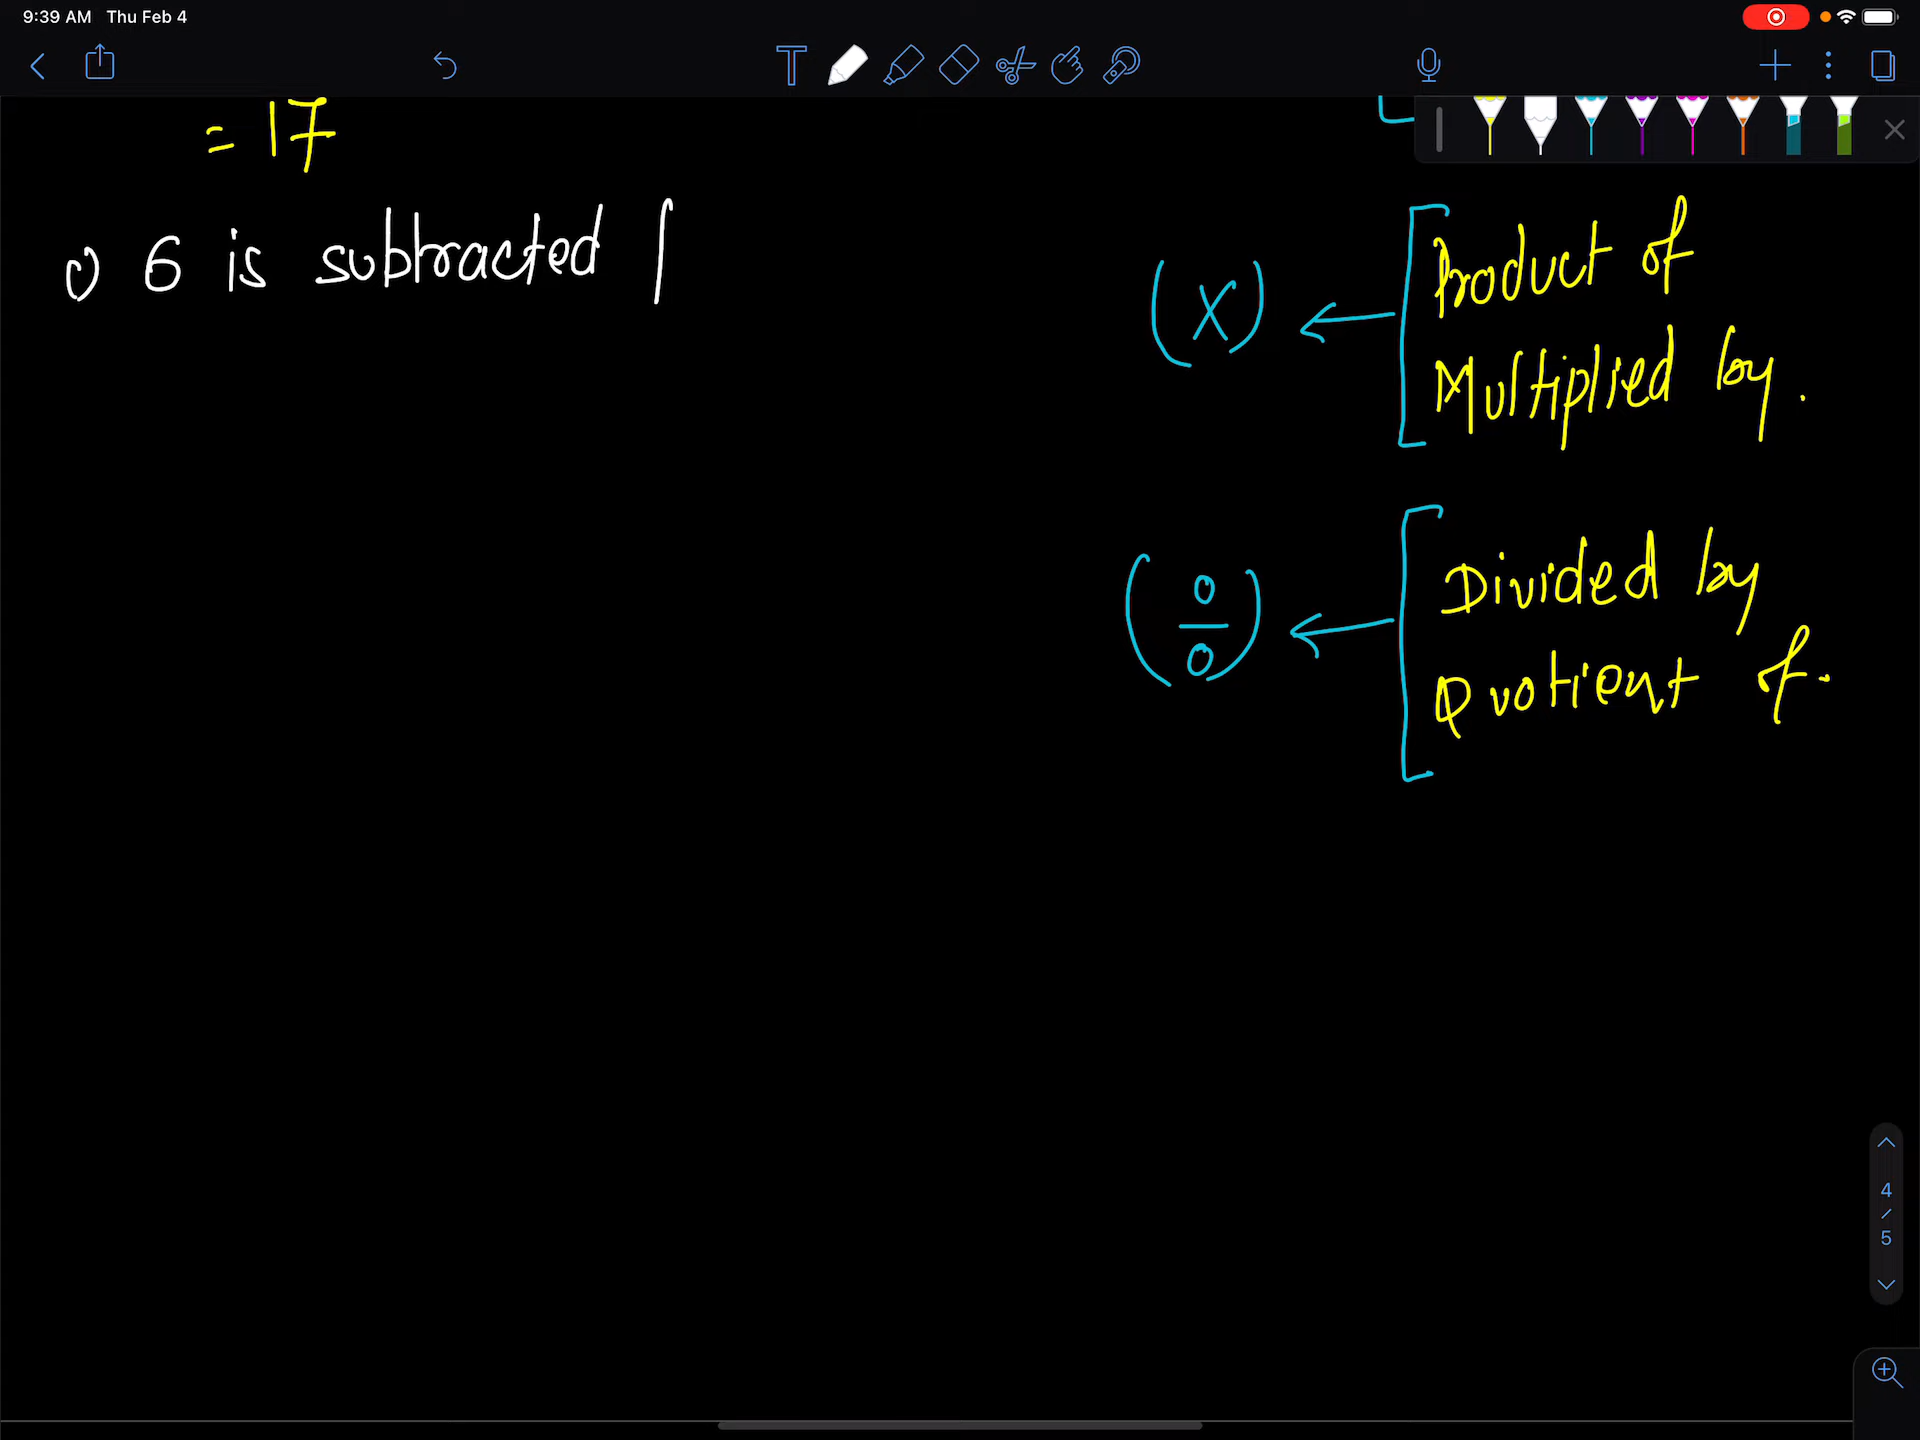 9:39 AM Thu Feb 4
= 17
c) 6 is subtracted
Product of
(X)
Multiplied by.
Divided by
Quotient of.
4
/
5